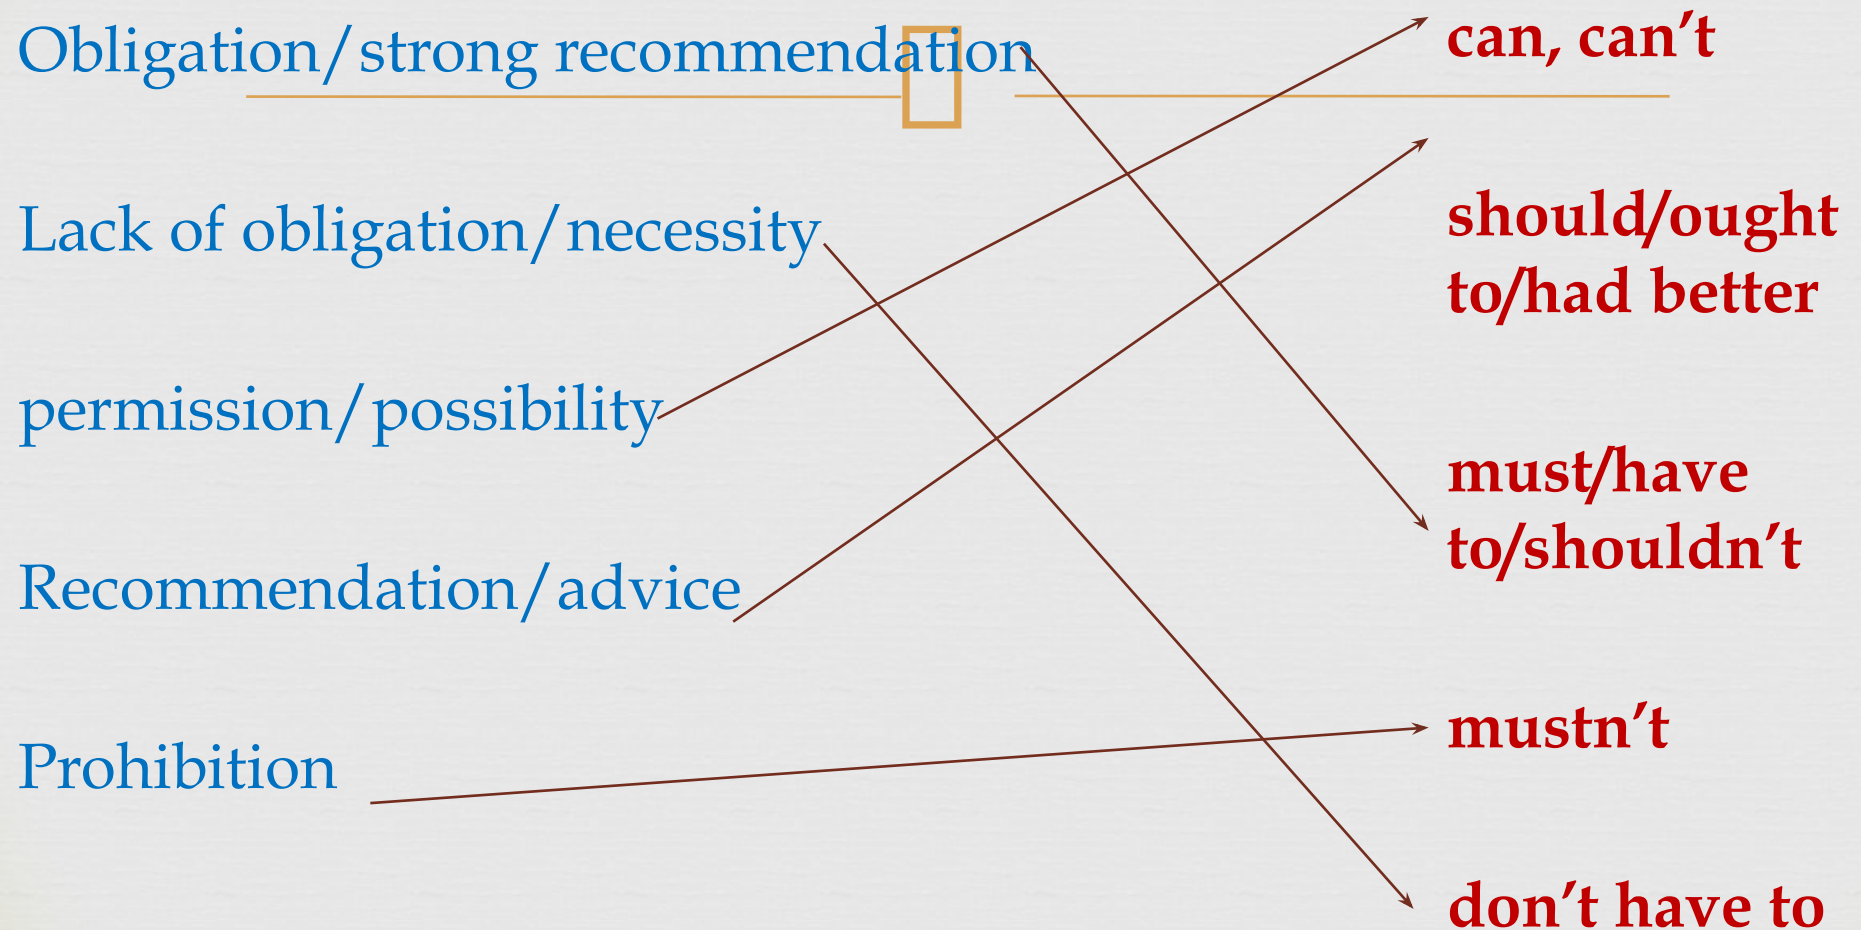 Obligation/strong recommendation
Lack of obligation/necessity
permission/possibility
Recommendation/advice
Prohibition
can, can’t
should/ought
to/had better
must/have
to/shouldn’t
mustn’t
don’t have to